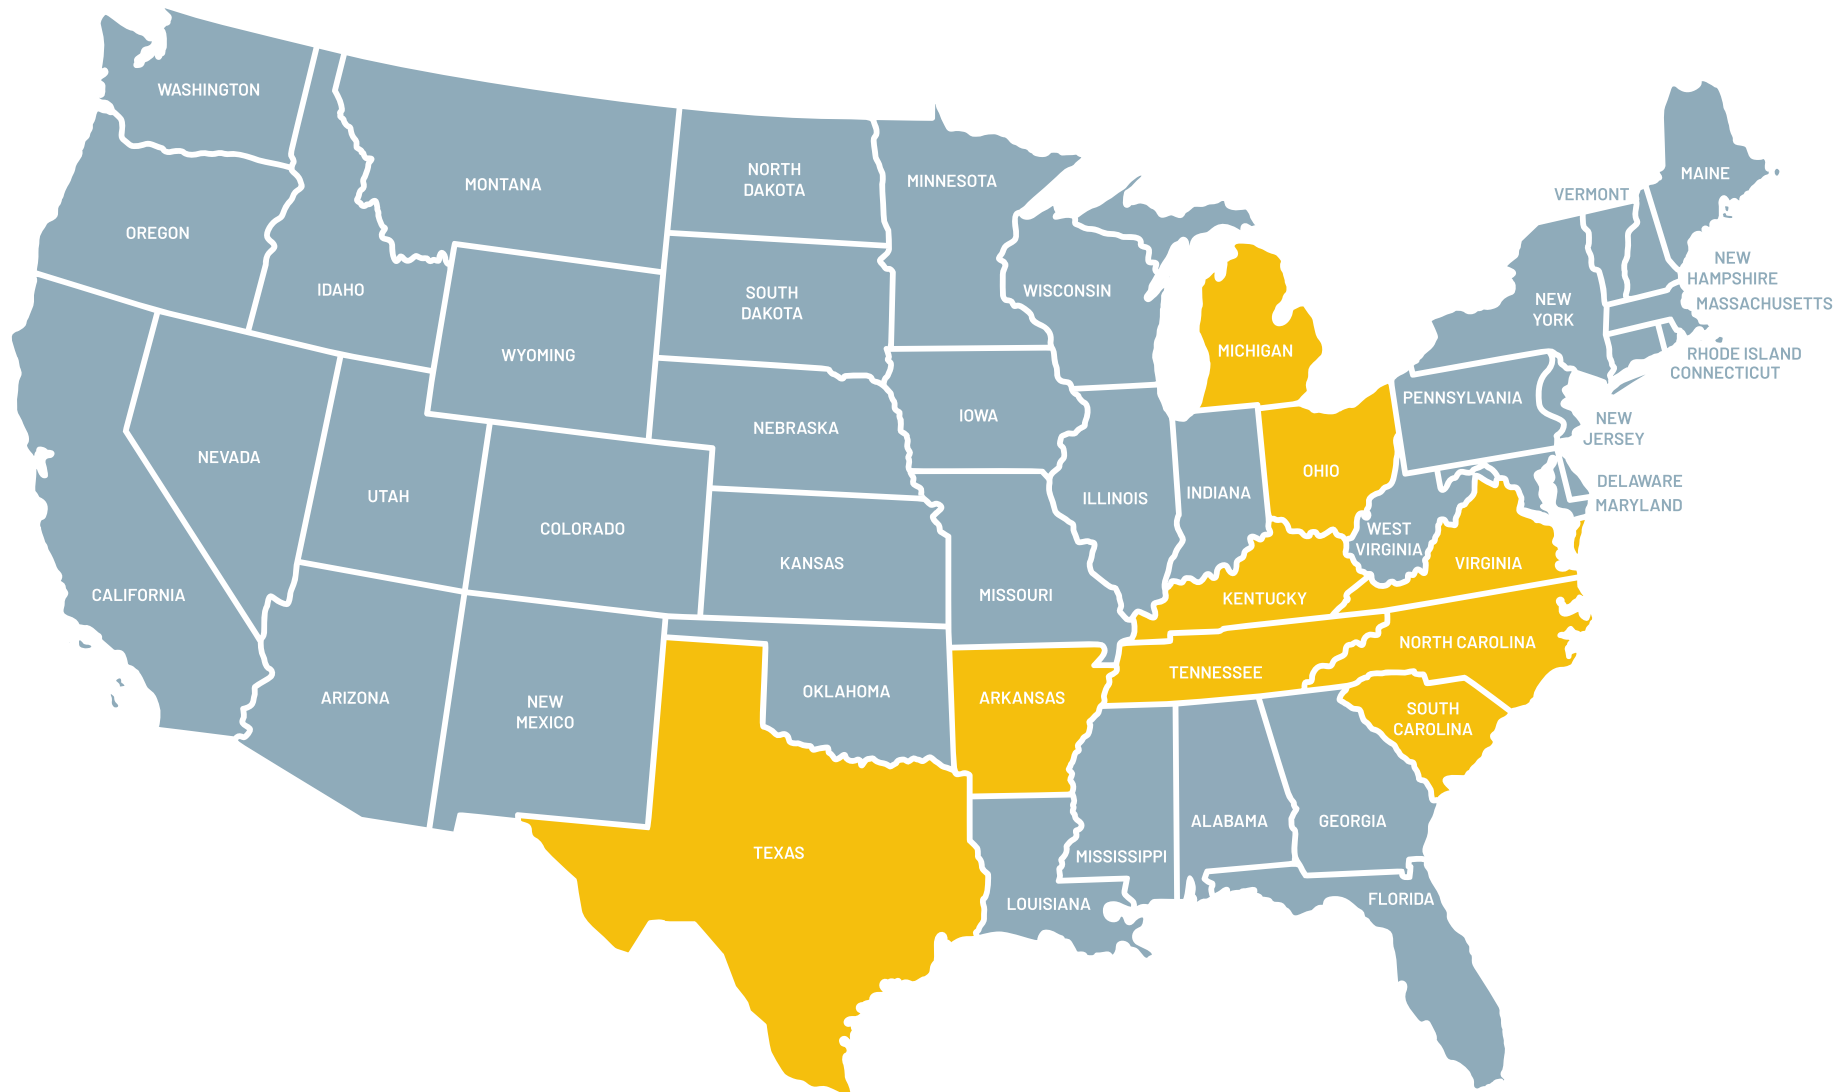 WASHINGTON
MONTANA
NORTH
DAKOTA
MINNESOTA
MAINE
VERMONT
OREGON
NEW
HAMPSHIRE
IDAHO
SOUTH
DAKOTA
WISCONSIN
NEW
YORK
MASSACHUSETTS
WYOMING
MICHIGAN
RHODE ISLAND
CONNECTICUT
PENNSYLVANIA
NEBRASKA
IOWA
NEW
JERSEY
NEVADA
UTAH
COLORADO
ILLINOIS
INDIANA
OHIO
DELAWARE
MARYLAND
WEST
VIRGINIA
KANSAS
VIRGINIA
CALIFORNIA
MISSOURI
KENTUCKY
NORTH CAROLINA
TENNESSEE
ARIZONA
NEW
MEXICO
OKLAHOMA
ARKANSAS
SOUTH
CAROLINA
TEXAS
MISSISSIPPI
ALABAMA
GEORGIA
LOUISIANA
FLORIDA